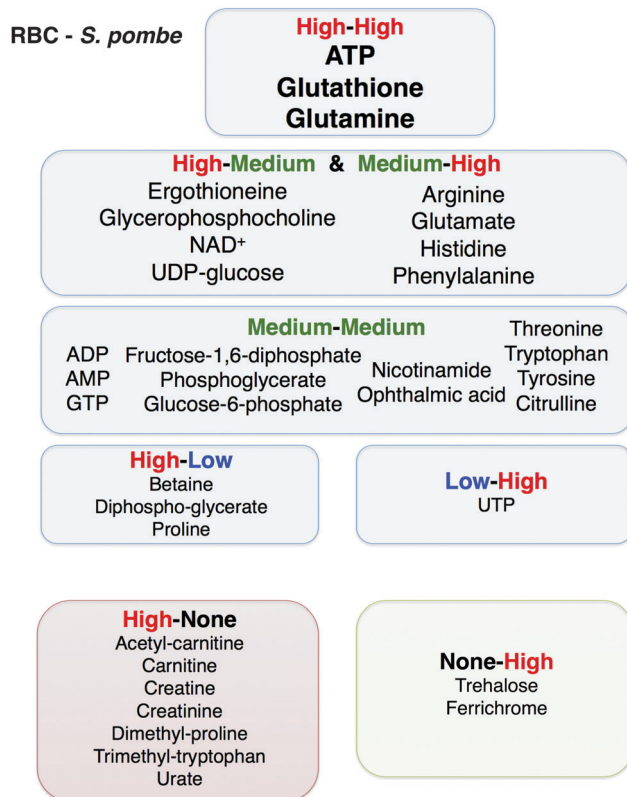 RBC - S. pombe
High-High
ATP
Glutathione
Glutamine
High-Medium & Medium-High
Ergothioneine
Glycerophosphocholine
NAD+
UDP-glucose
Arginine
Glutamate
Histidine
Phenylalanine
Medium-Medium
ADP
AMP
GTP
Fructose-1,6-diphosphate
Phosphoglycerate
Glucose-6-phosphate
Nicotinamide
Ophthalmic acid
Threonine
Tryptophan
Tyrosine
Citrulline
High-Low
Betaine
Diphospho-glycerate
Proline
Low-High
UTP
High-None
Acetyl-carnitine
Carnitine
Creatine
Creatinine
Dimethyl-proline
Trimethyl-tryptophan
Urate
None-High
Trehalose
Ferrichrome